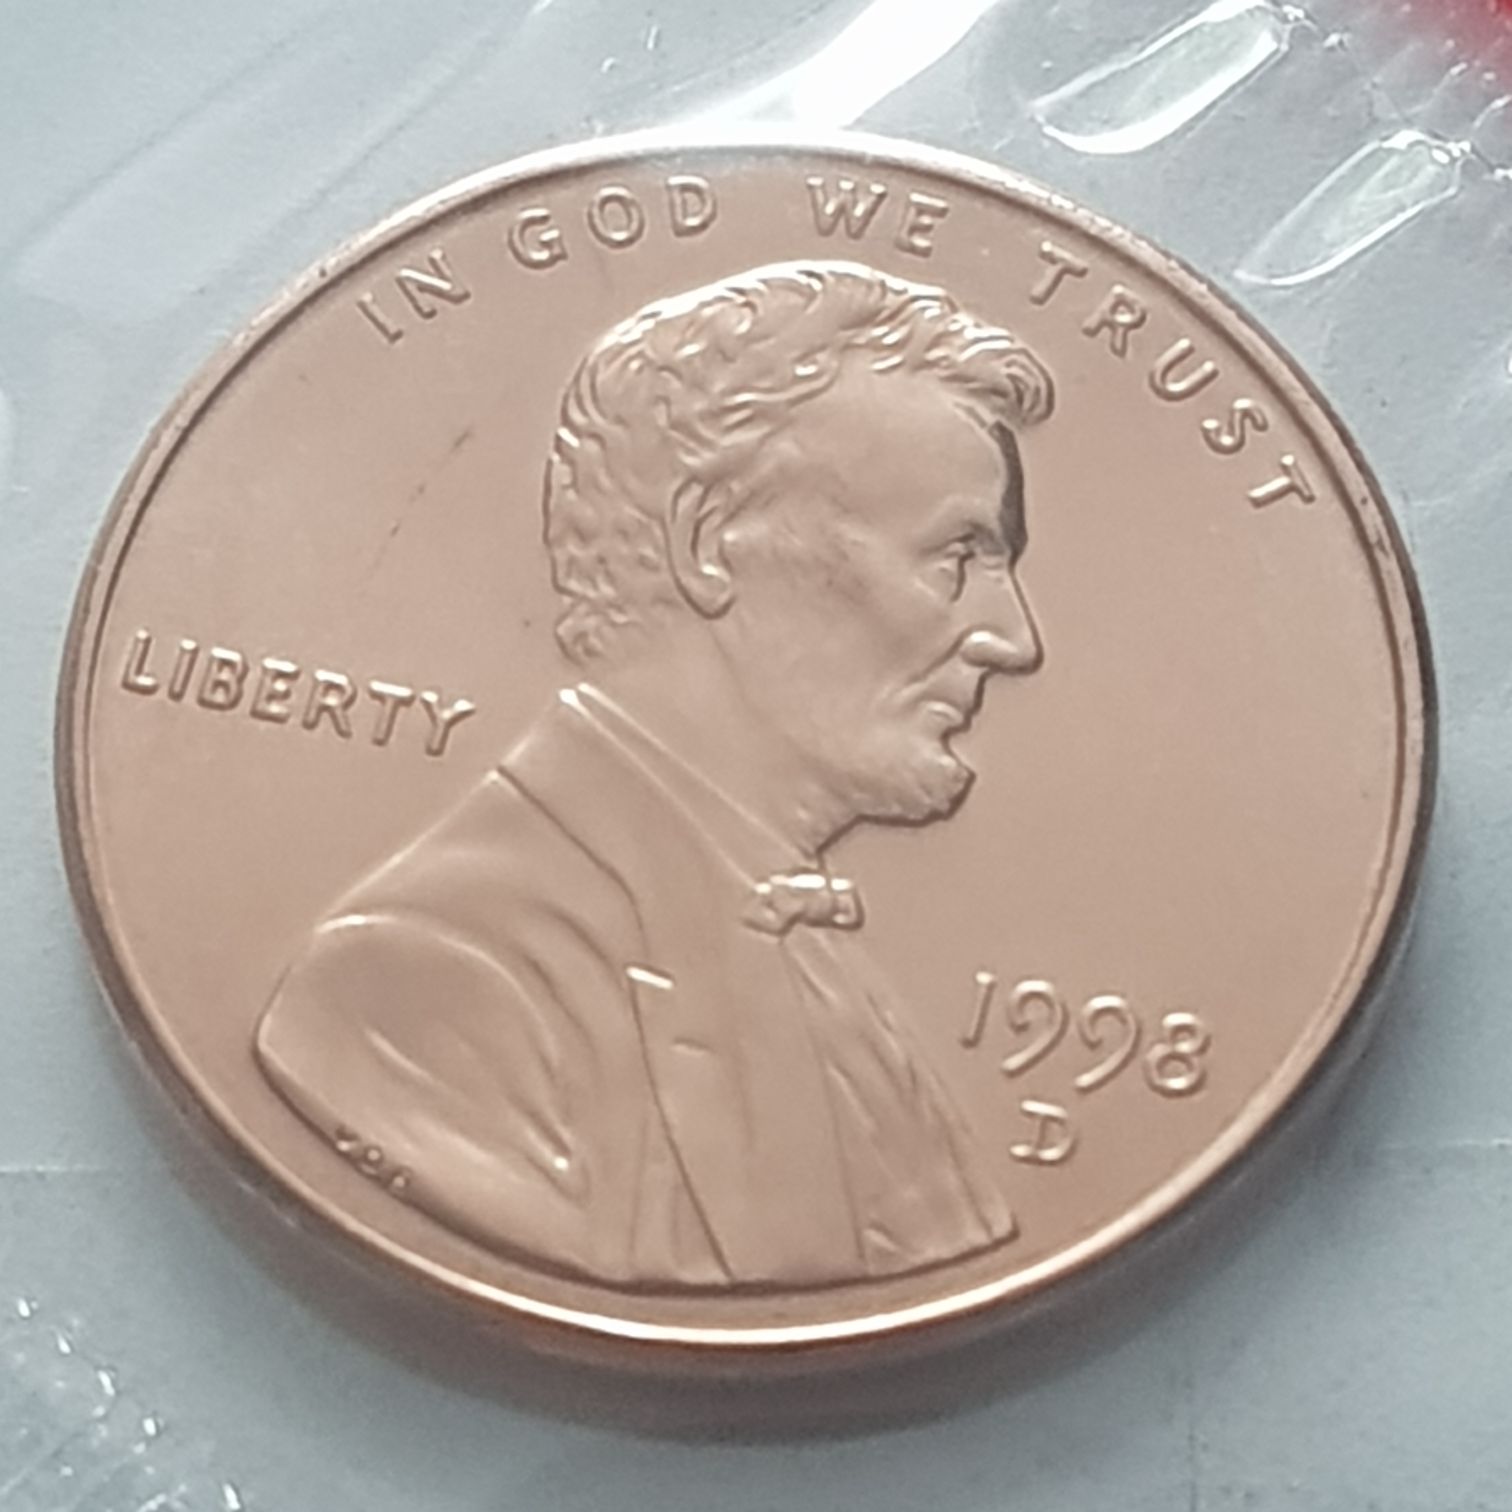 IN GOD WE TRUST
LIBERTY
1998
D